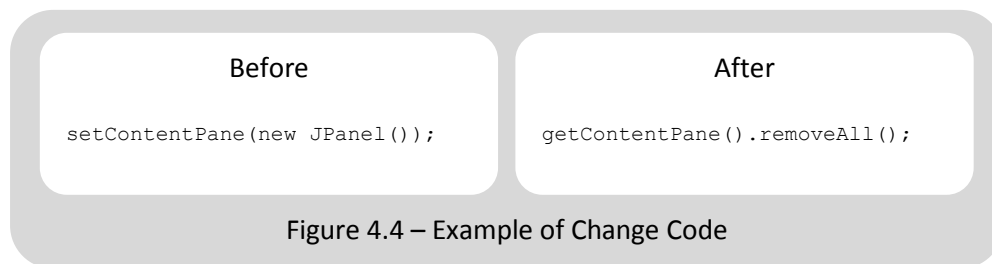 Before
setContentPane(new JPanel());
After
getContentPane().removeAll();
Figure 4.4 – Example of Change Code